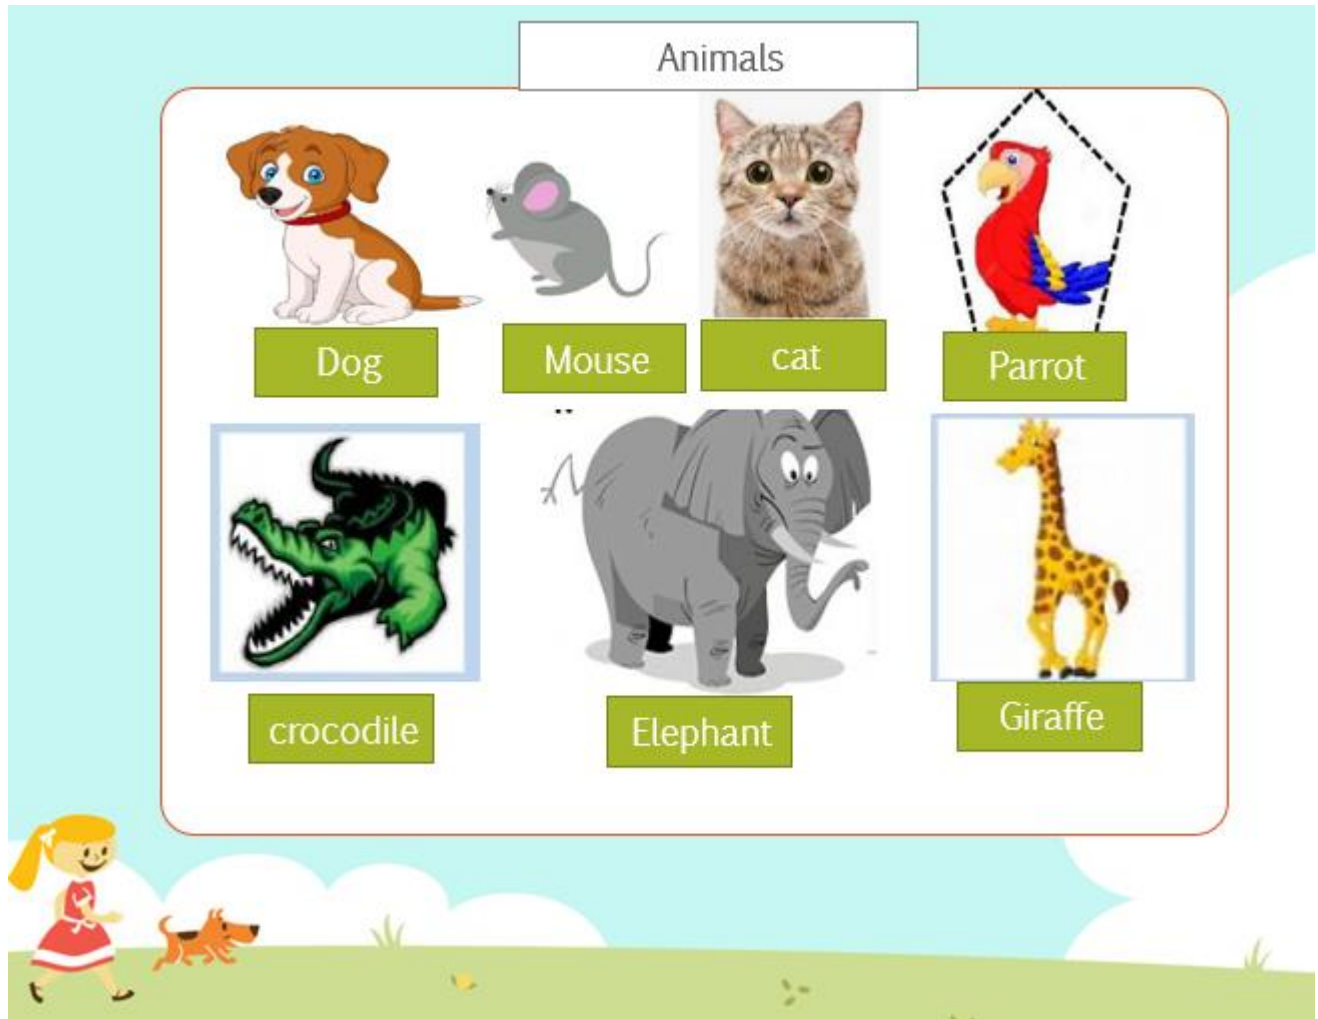 Animals
Dog
Mouse
cat
Parrot
crocodile
Elephant
Giraffe